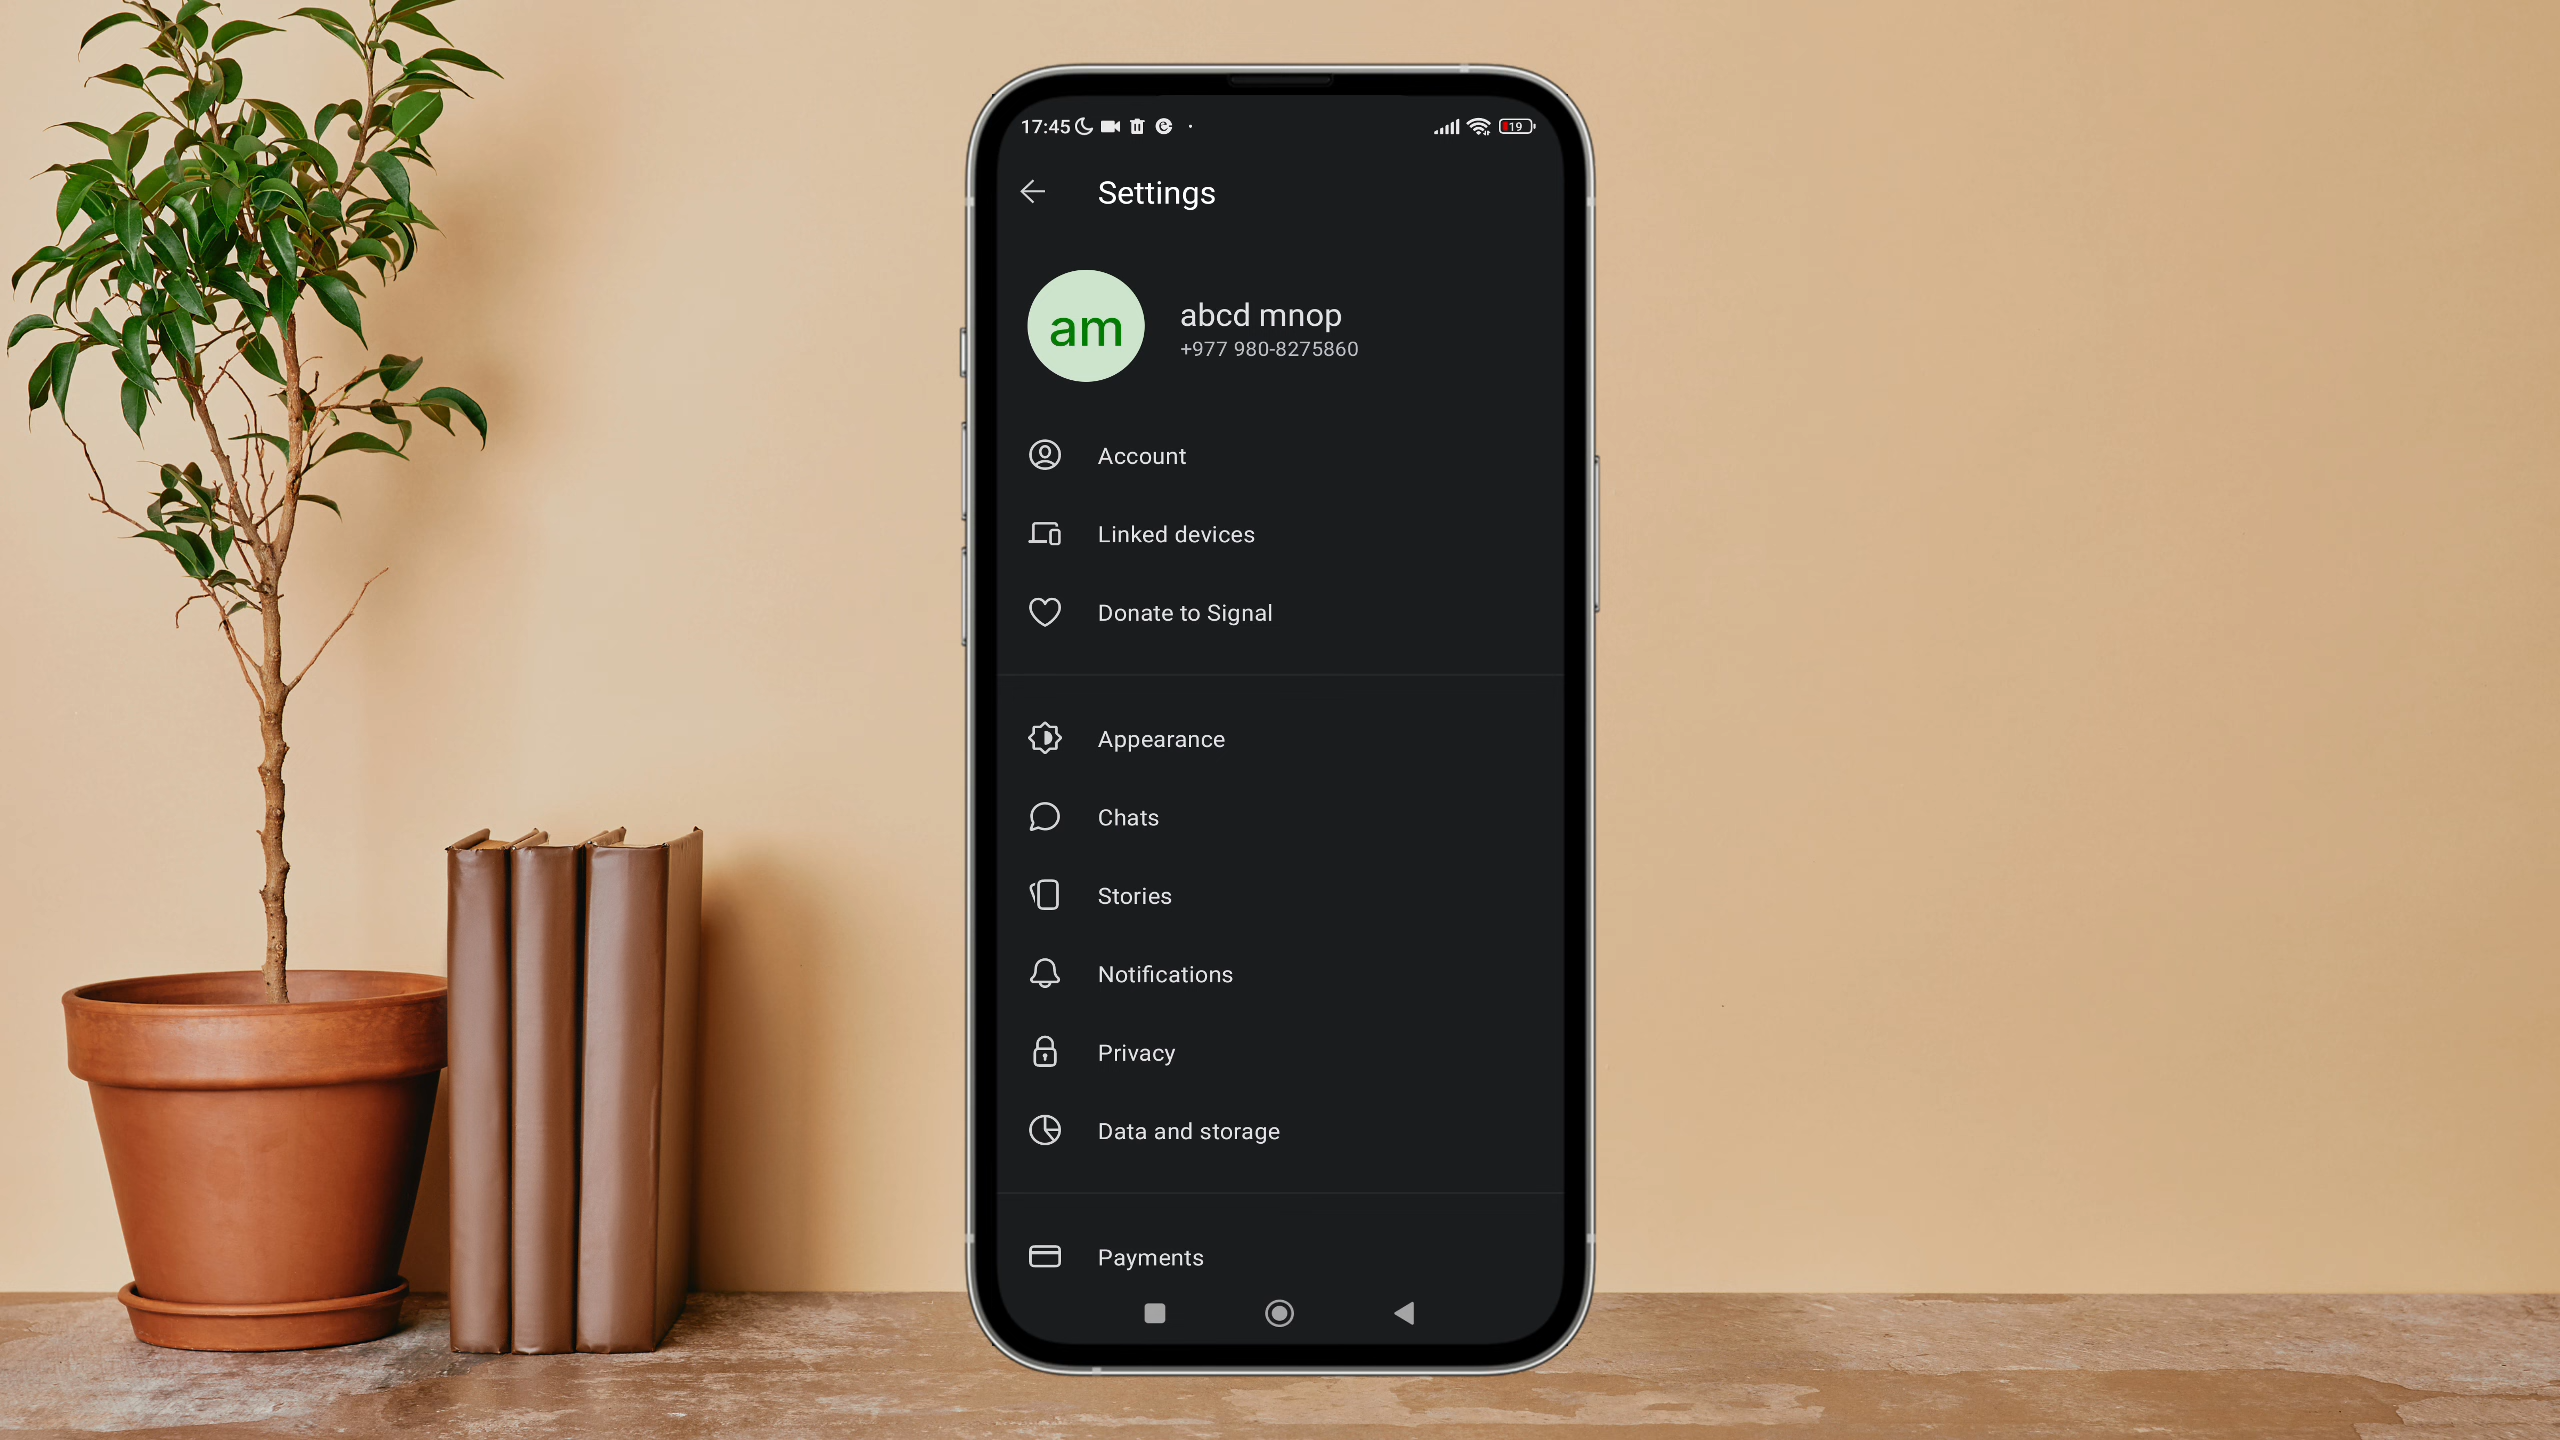 17:45
19
Settings
am
abcd mnop
+977 980-8275860
Account
Linked devices
Donate to Signal
Appearance
Chats
Stories
Notifications
Privacy
Data and storage
Payments